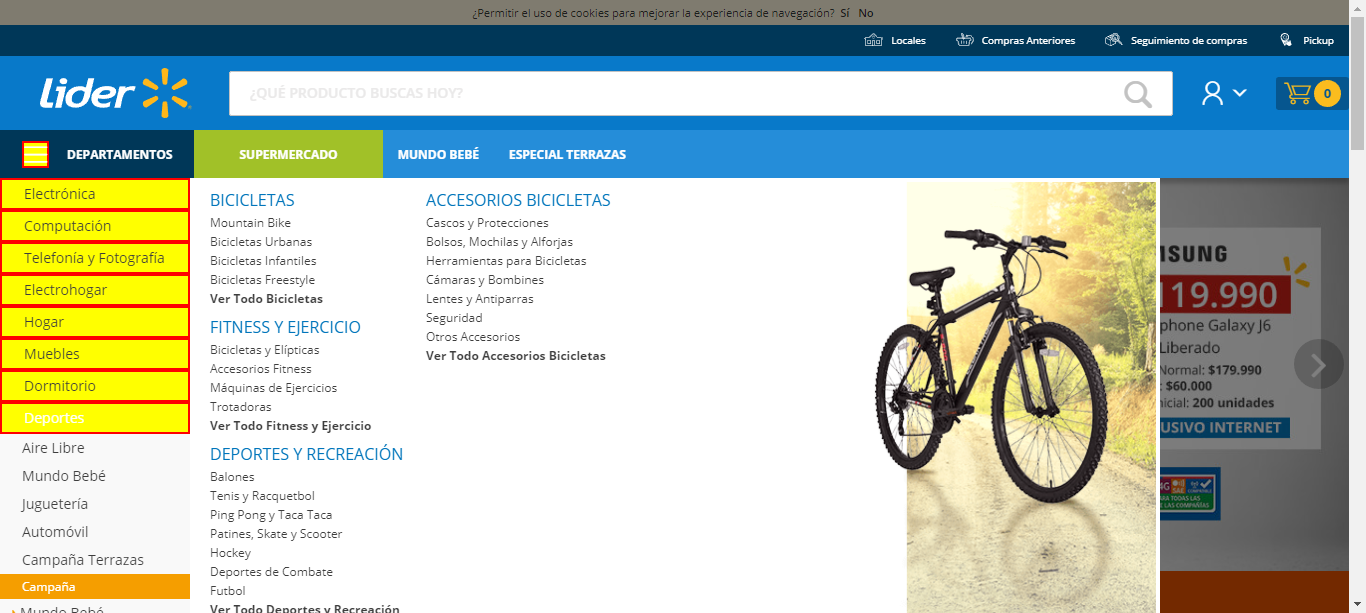 ¿Permitir el uso de cookies para mejorar la experiencia de navegación? Sí No
Locales Compras Anteriores Seguimiento de compras Pickup
lider
¿QUÉ PRODUCTO BUSCAS HOY?
0
DEPARTAMENTOS SUPERMERCADO MUNDO BEBÉ ESPECIAL TERRAZAS
Electrónica
Computación
Telefonía y Fotografía
Electrohogar
Hogar
Muebles
Dormitorio
Deportes
Aire Libre
Mundo Bebé
Juguetería
Automóvil
Campaña Terrazas
Campaña
Mundo Bebé
BICICLETAS
Mountain Bike
Bicicletas Urbanas
Bicicletas Infantiles
Bicicletas Freestyle
Ver Todo Bicicletas
FITNESS Y EJERCICIO
Bicicletas y Elípticas
Accesorios Fitness
Máquinas de Ejercicios
Trotadoras
Ver Todo Fitness y Ejercicio
DEPORTES Y RECREACIÓN
Balones
Tenis y Racquetbol
Ping Pong y Taca Taca
Patines, Skate y Scooter
Hockey
Deportes de Combate
Futbol
Ver Todo Deportes y Recreación
ACCESORIOS BICICLETAS
Cascos y Protecciones
Bolsos, Mochilas y Alforjas
Herramientas para Bicicletas
Cámaras y Bombines
Lentes y Antiparras
Seguridad
Otros Accesorios
Ver Todo Accesorios Bicicletas
SUNG
19.990
phone Galaxy J6
Liberado
Normal: $179.990
: $60.000
icial: 200 unidades
USIVO INTERNET
4G